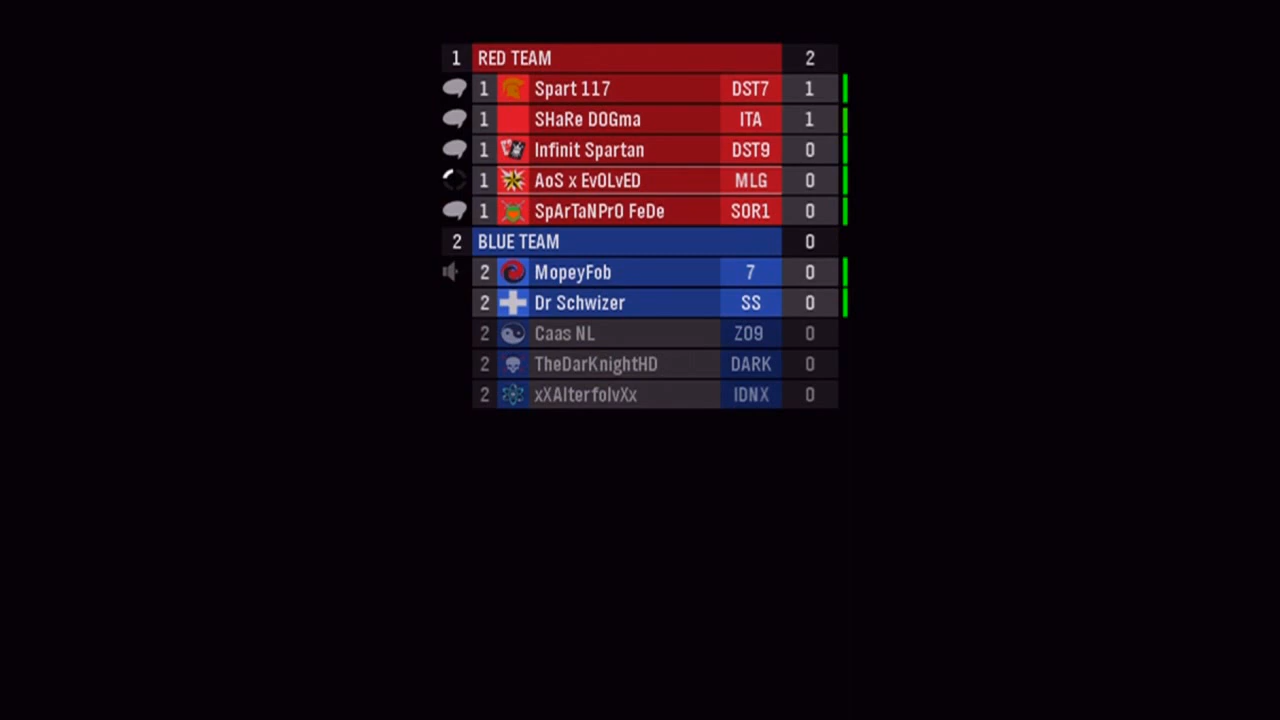 1 RED TEAM 2
1 Spart 117 DST7 1
1 SHaRe DOGma ITA 1
1 Infinit Spartan DST9 0
1 AoS x EvOLvED MLG 0
1 SpArTaNPrO FeDe SOR1 0
2 BLUE TEAM 0
2 MopeyFob 7 0
2 Dr Schwizer SS 0
2 Caas NL ZO9 0
2 TheDarKnightHD DARK 0
2 xXAlterfolvXx IDNX 0